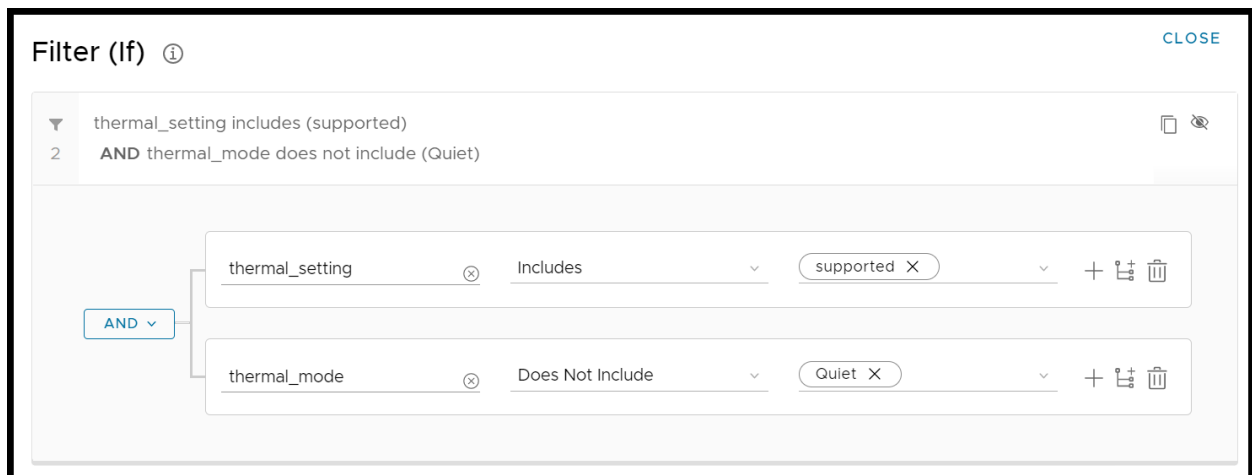 Filter (If)
CLOSE
thermal_setting includes (supported)
2 AND thermal_mode does not include (Quiet)
thermal_setting Includes supported
AND
thermal_mode Does Not Include Quiet